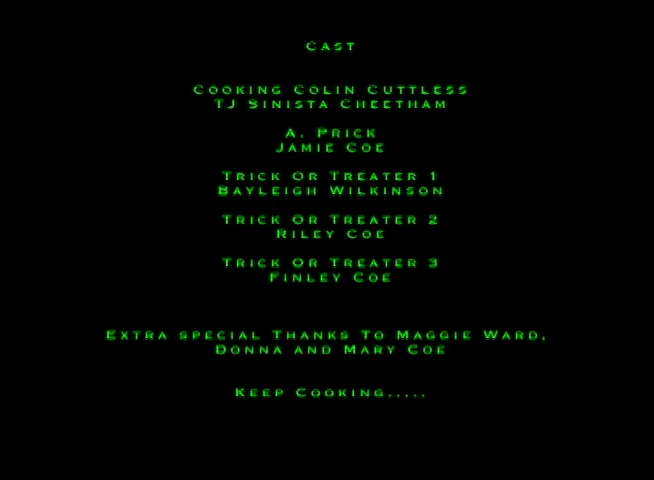 Cast
Cooking Colin Cuttless
TJ Sinista Cheetham
A. Prick
Jamie Coe
Trick Or Treater 1
Bayleigh Wilkinson
Trick Or Treater 2
Riley Coe
Trick Or Treater 3
Finley Coe
Extra special Thanks To Maggie Ward,
Donna and Mary Coe
Keep Cooking.....